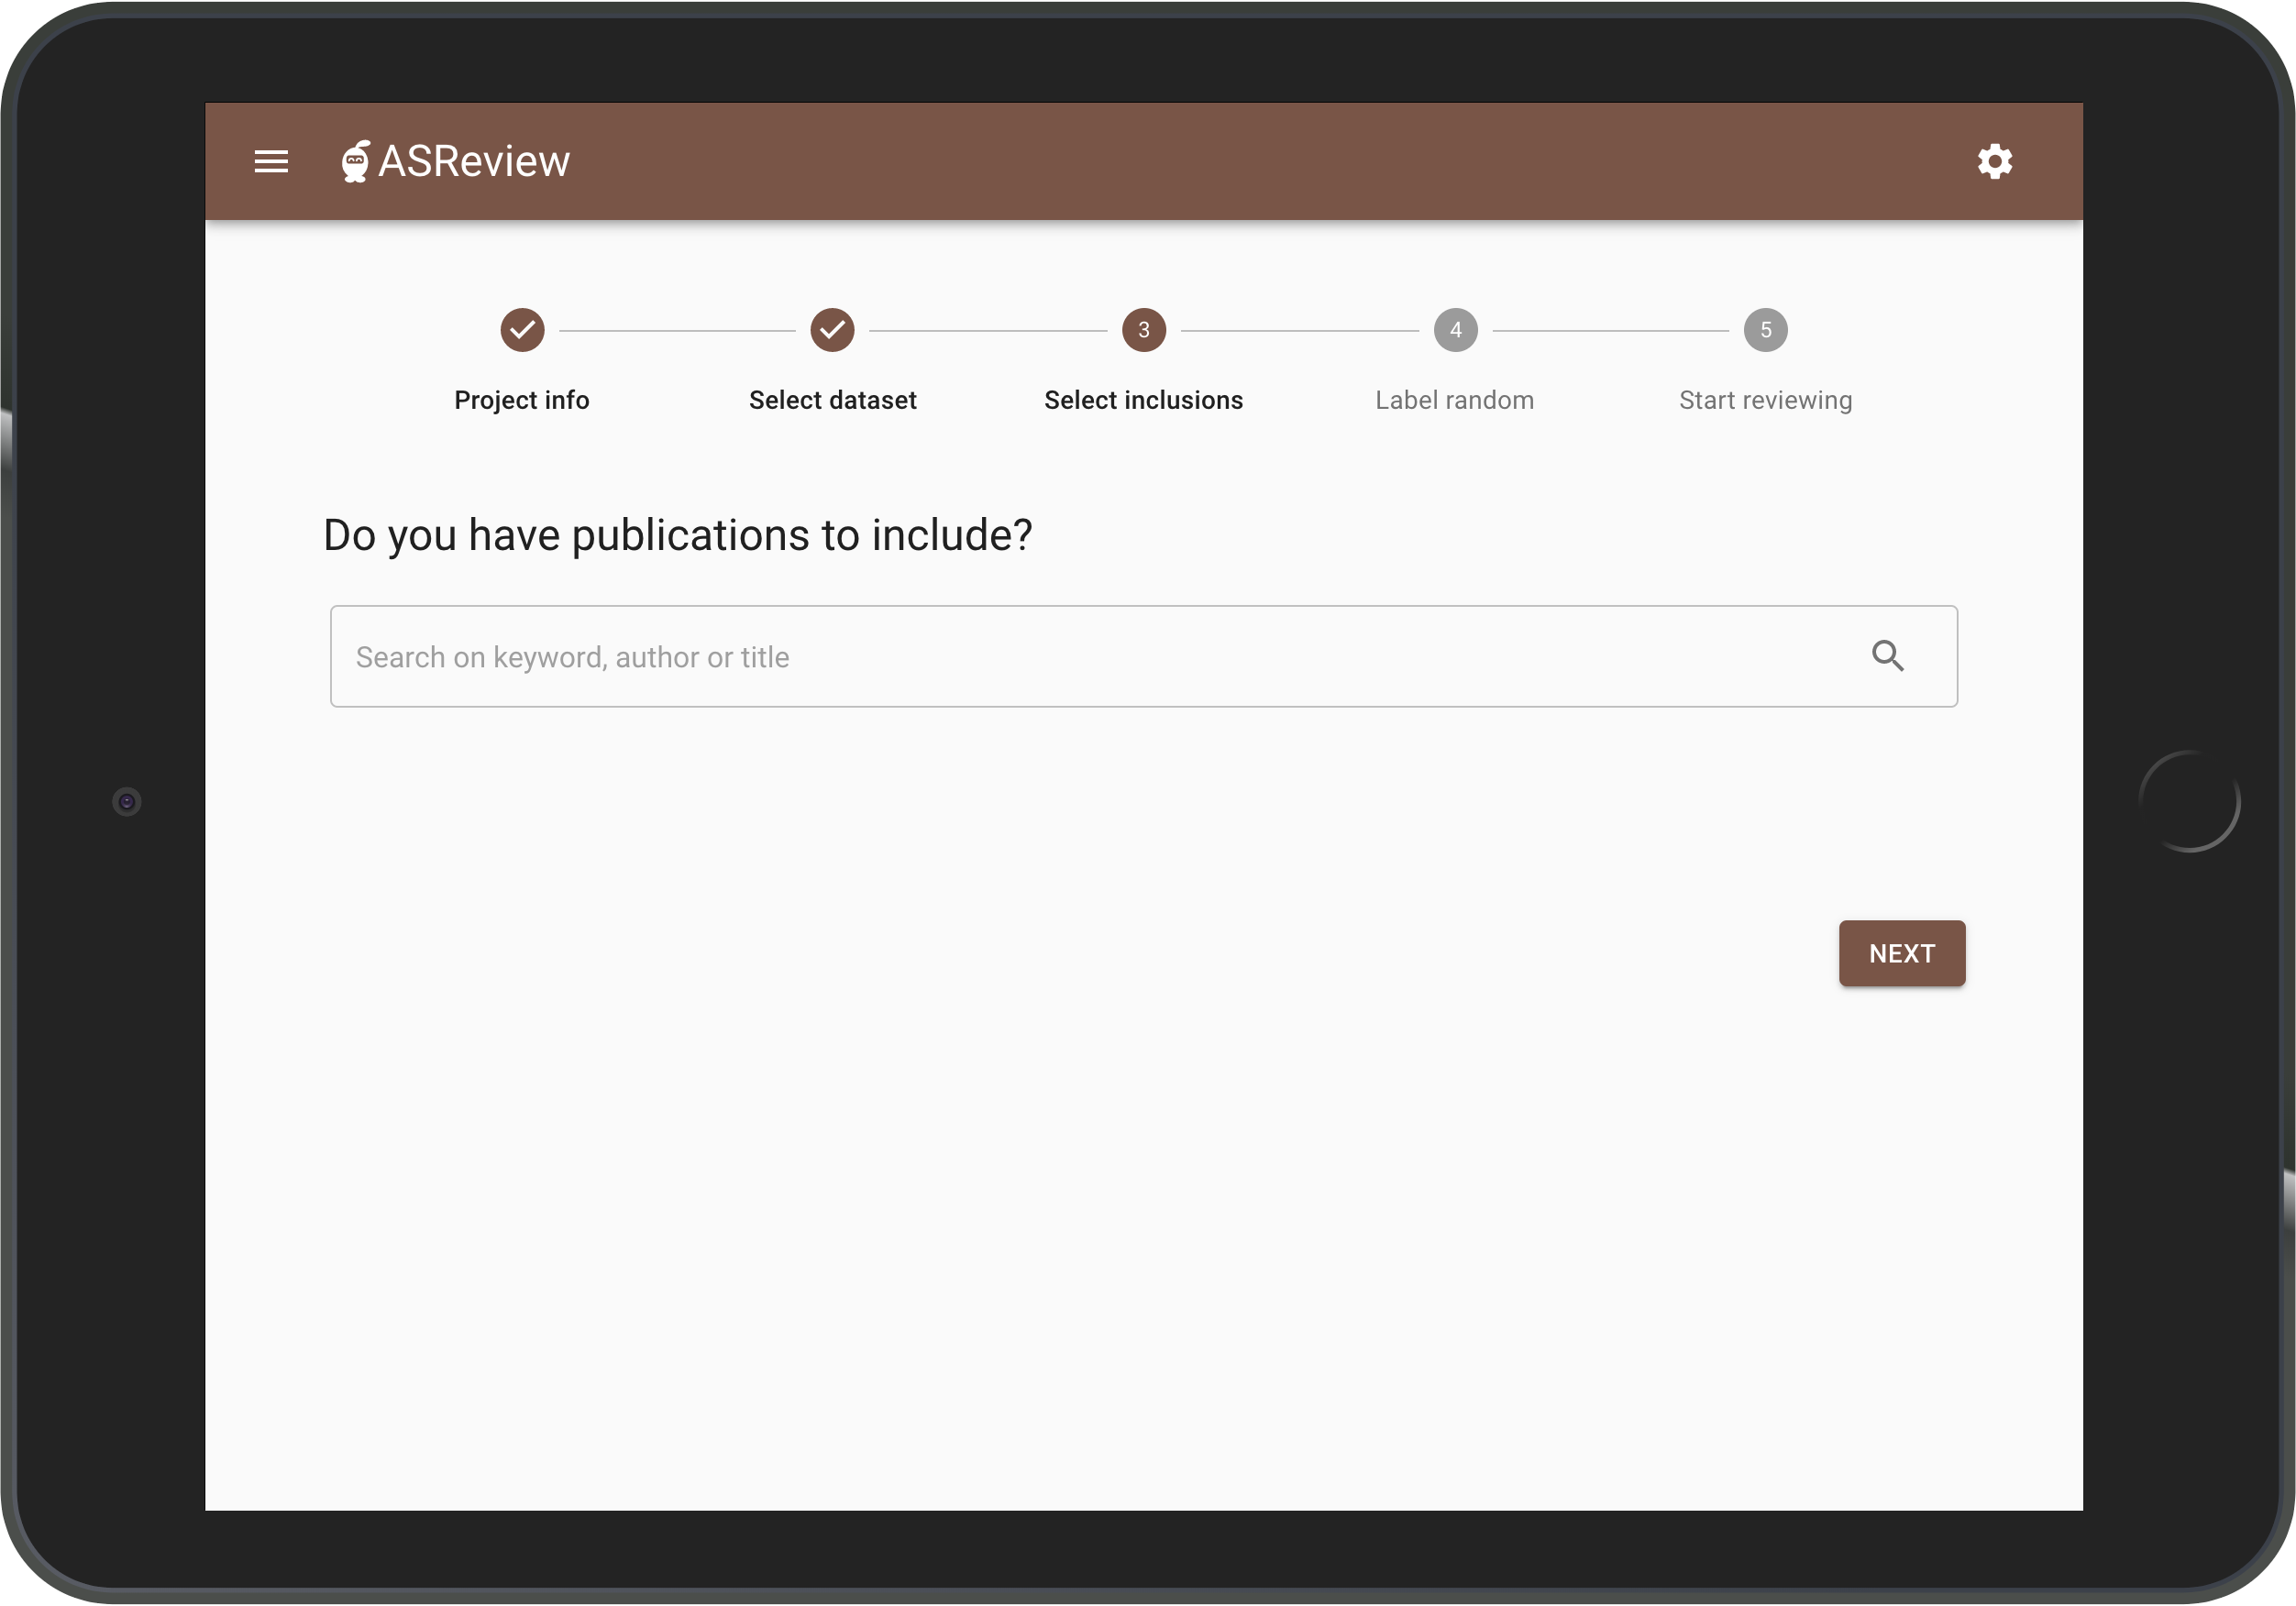 ASReview
3
4
5
Project info
Select dataset
Select inclusions
Label random
Start reviewing
Do you have publications to include?
Search on keyword, author or title
NEXT